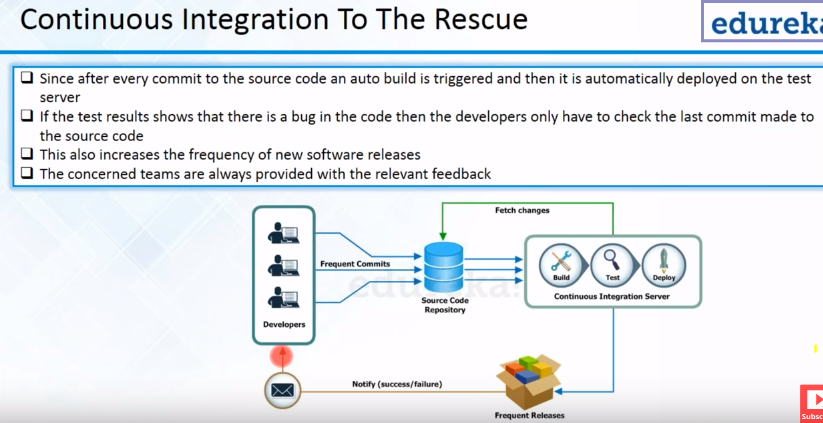 Continuous Integration To The Rescue
edureka
Since after every commit to the source code an auto build is triggered and then it is automatically deployed on the test
server
If the test results shows that there is a bug in the code then the developers only have to check the last commit made to
the source code
This also increases the frequency of new software releases
The concerned teams are always provided with the relevant feedback
Fetch changes
Frequent Commits
Build
Test
Deploy
Continuous Integration Server
Source Code
Repository
Developers
Notify (success/failure)
Frequent Releases
Subsc